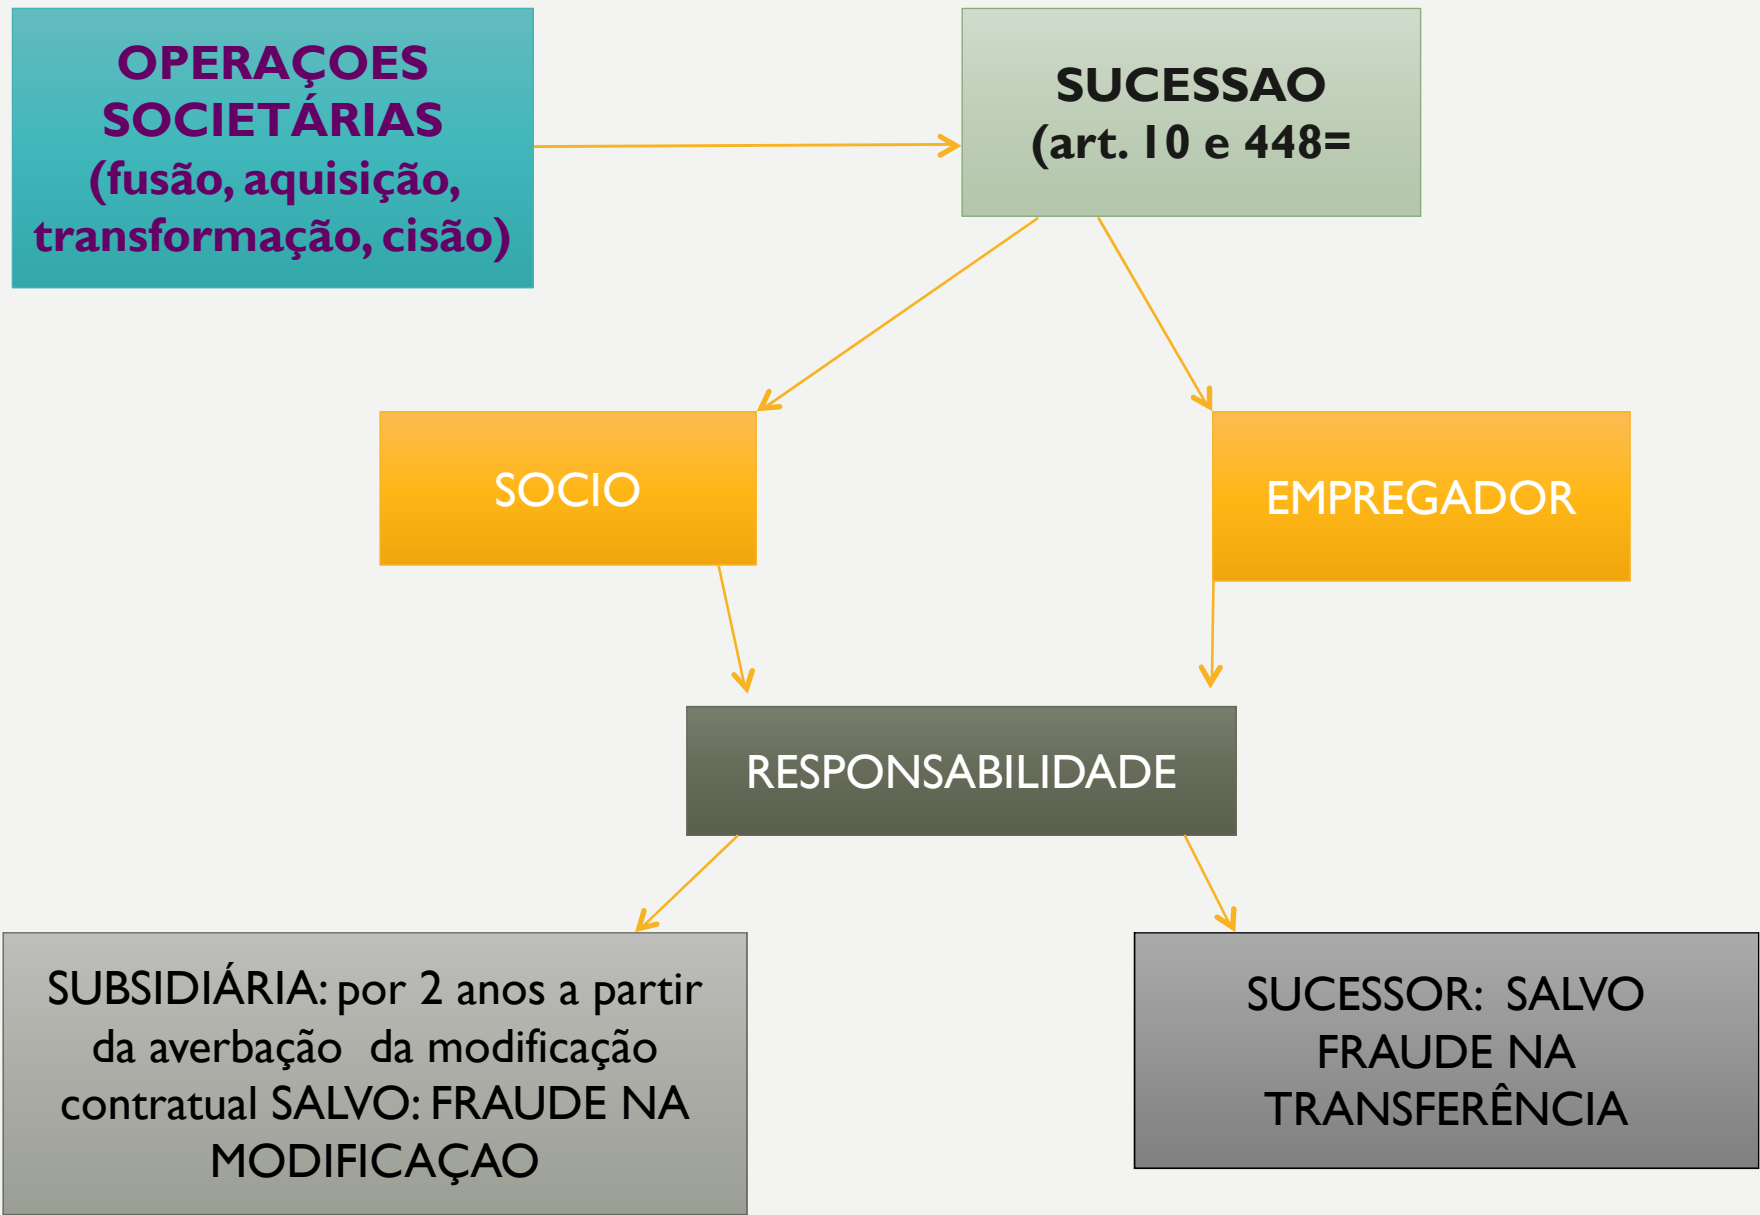 OPERAÇOES
SOCIETÁRIAS
(fusão, aquisição,
transformação, cisão)
SUCESSAO
(art. 10 e 448=
SOCIO
EMPREGADOR
RESPONSABILIDADE
SUBSIDIÁRIA: por 2 anos a partir
da averbação da modificação
contratual SALVO: FRAUDE NA
MODIFICAÇAO
SUCESSOR: SALVO
FRAUDE NA
TRANSFERÊNCIA